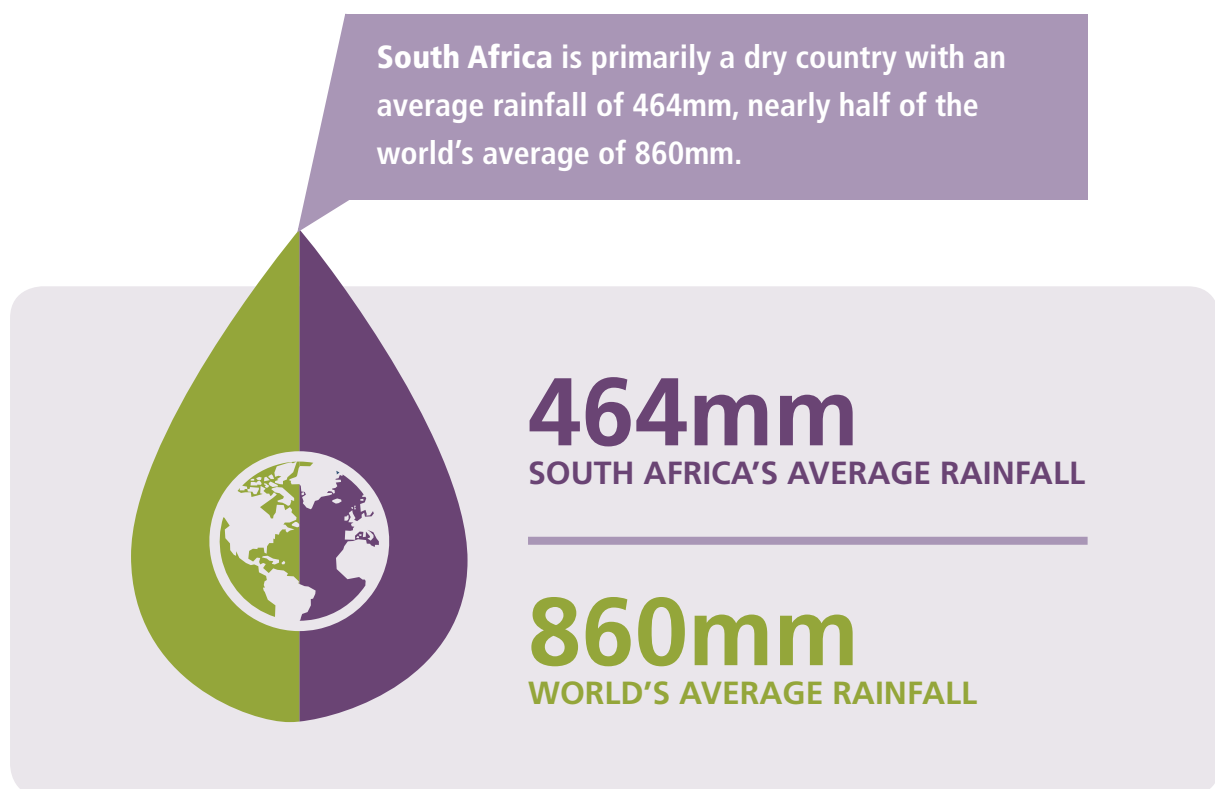 South Africa is primarily a dry country with an
average rainfall of 464mm, nearly half of the
world’s average of 860mm.
464mm
SOUTH AFRICA’S AVERAGE RAINFALL
860mm
WORLD’S AVERAGE RAINFALL